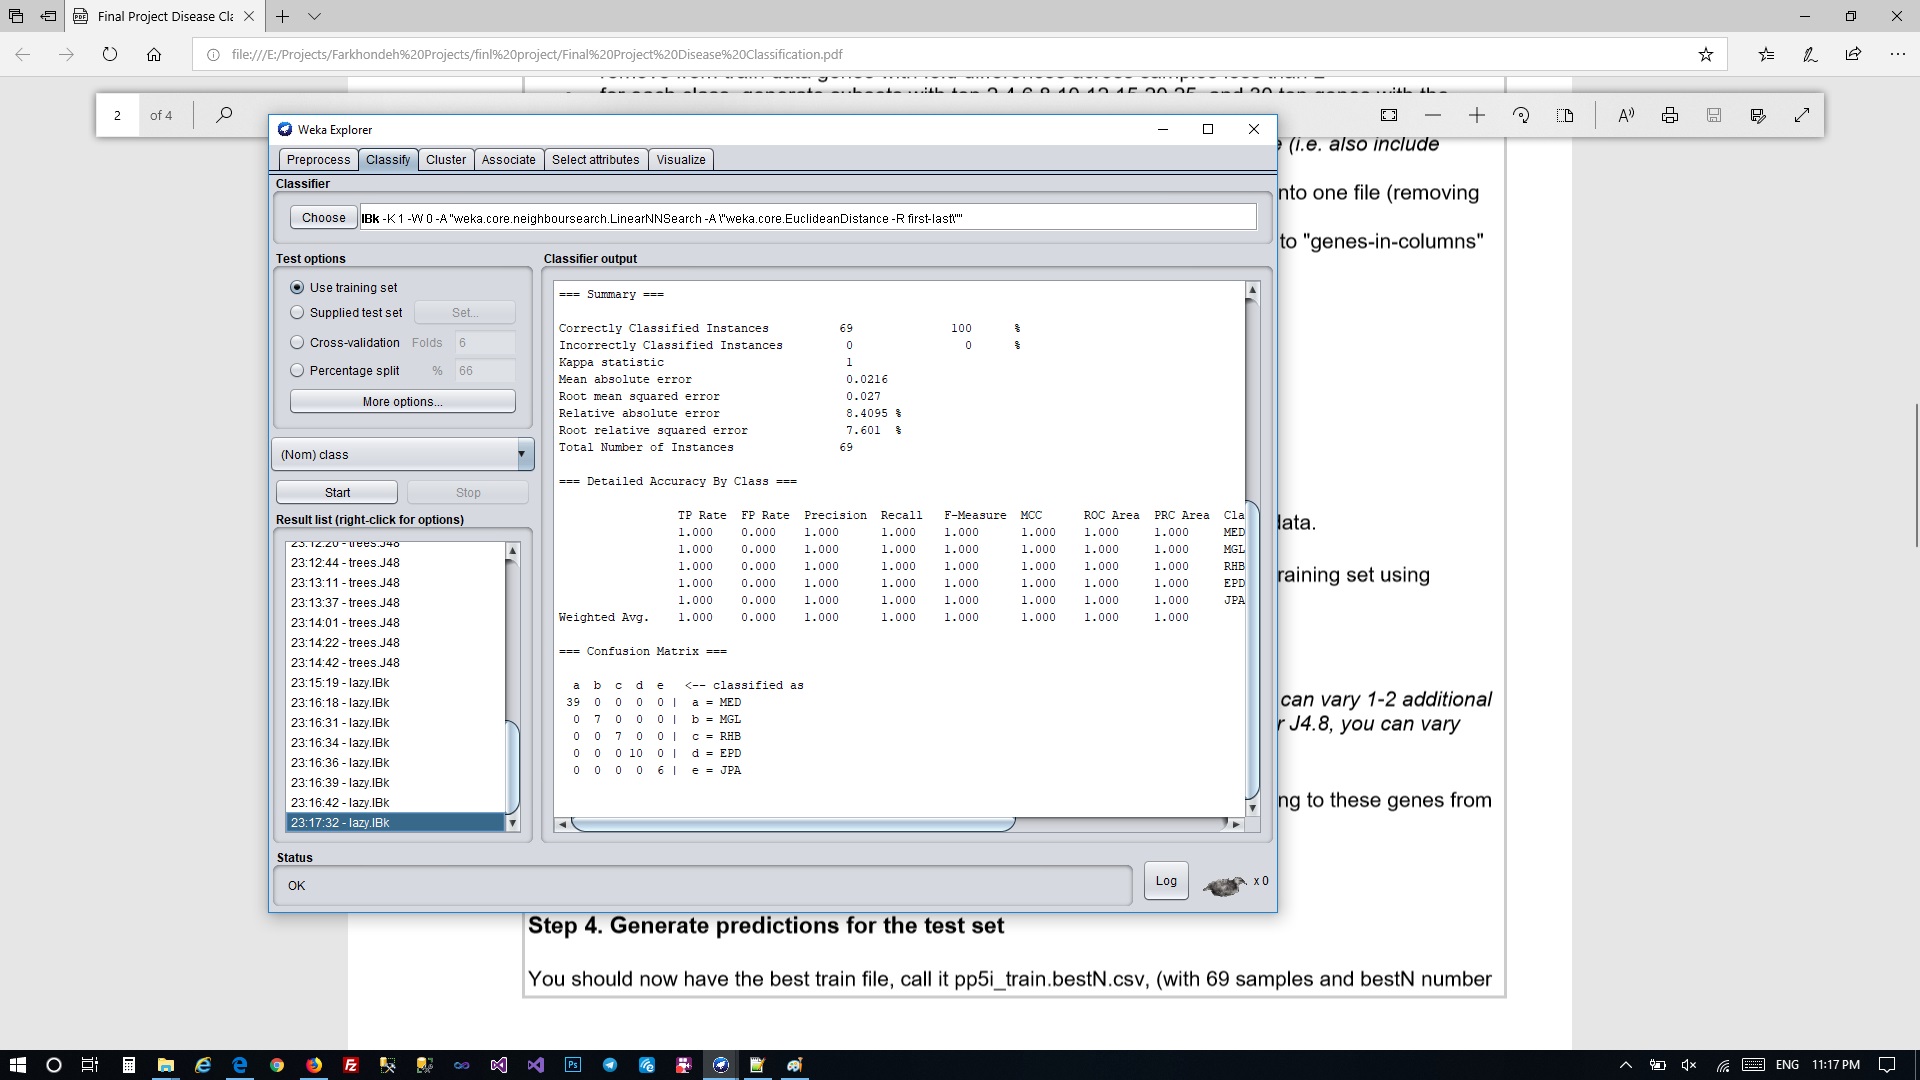 Final Project Disease Cla
file:///E:/Projects/Farkhondeh%20Projects/finl%20project/Final%20Project%20Disease%20Classification.pdf
2 of 4
Weka Explorer
Preprocess Classify Cluster Associate Select attributes Visualize
Classifier
Choose IBk -K 1 -W 0 -A "weka.core.neighboursearch.LinearNNSearch -A \"weka.core.EuclideanDistance -R first-last\""
Test options
Use training set
Supplied test set Set...
Cross-validation Folds 6
Percentage split % 66
More options...
(Nom) class
Start Stop
Result list (right-click for options)
23:12:20 - trees.J48
23:12:44 - trees.J48
23:13:11 - trees.J48
23:13:37 - trees.J48
23:14:01 - trees.J48
23:14:22 - trees.J48
23:14:42 - trees.J48
23:15:19 - lazy.IBk
23:16:18 - lazy.IBk
23:16:31 - lazy.IBk
23:16:34 - lazy.IBk
23:16:36 - lazy.IBk
23:16:39 - lazy.IBk
23:16:42 - lazy.IBk
23:17:32 - lazy.IBk
Classifier output
=== Summary ===
Correctly Classified Instances 69 100 %
Incorrectly Classified Instances 0 0 %
Kappa statistic 1
Mean absolute error 0.0216
Root mean squared error 0.027
Relative absolute error 8.4095 %
Root relative squared error 7.601 %
Total Number of Instances 69
=== Detailed Accuracy By Class ===
TP Rate FP Rate Precision Recall F-Measure MCC ROC Area PRC Area Cla
1.000 0.000 1.000 1.000 1.000 1.000 1.000 1.000 MED
1.000 0.000 1.000 1.000 1.000 1.000 1.000 1.000 MGL
1.000 0.000 1.000 1.000 1.000 1.000 1.000 1.000 RHB
1.000 0.000 1.000 1.000 1.000 1.000 1.000 1.000 EPD
1.000 0.000 1.000 1.000 1.000 1.000 1.000 1.000 JPA
Weighted Avg. 1.000 0.000 1.000 1.000 1.000 1.000 1.000 1.000
=== Confusion Matrix ===
a b c d e <-- classified as
39 0 0 0 0 | a = MED
0 7 0 0 0 | b = MGL
0 0 7 0 0 | c = RHB
0 0 0 10 0 | d = EPD
0 0 0 0 6 | e = JPA
Status
OK
Log x 0
(i.e. also include
nto one file (removing
to "genes-in-columns"
data.
raining set using
can vary 1-2 additional
r J4.8, you can vary
ng to these genes from
Step 4. Generate predictions for the test set
You should now have the best train file, call it pp5i_train.bestN.csv, (with 69 samples and bestN number
ENG 11:17 PM